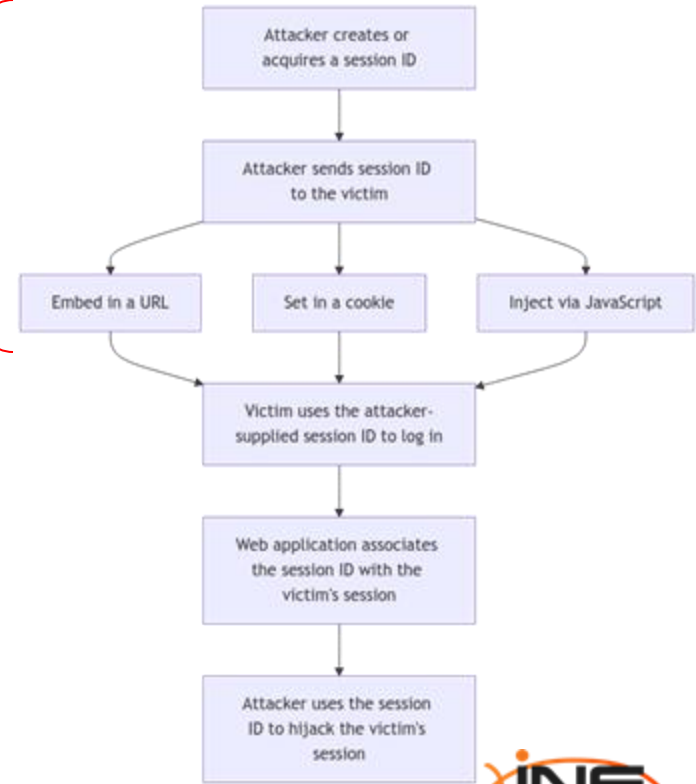 Attacker creates or
acquires a session ID
Attacker sends session ID
to the victim
Embed in a URL
Set in a cookie
Inject via JavaScript
Victim uses the attacker-
supplied session ID to log in
Web application associates
the session ID with the
victim's session
Attacker uses the session
ID to hijack the victim's
session